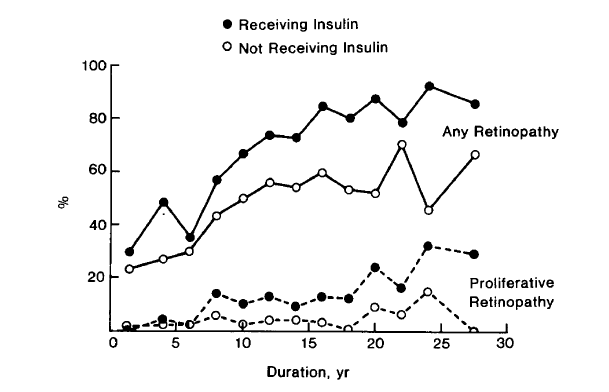 Receiving Insulin
Not Receiving Insulin
100
80
60
40
20
%
Any Retinopathy
Proliferative
Retinopathy
0
5
10
15
20
25
30
Duration, yr